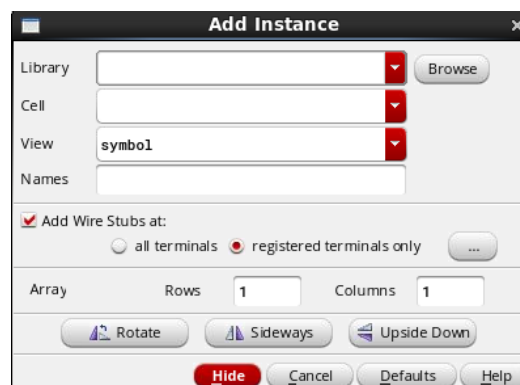 Add Instance
Library Browse
Cell
View symbol
Names
Add Wire Stubs at:
all terminals registered terminals only ...
Array Rows 1 Columns 1
Rotate Sideways Upside Down
Hide Cancel Defaults Help